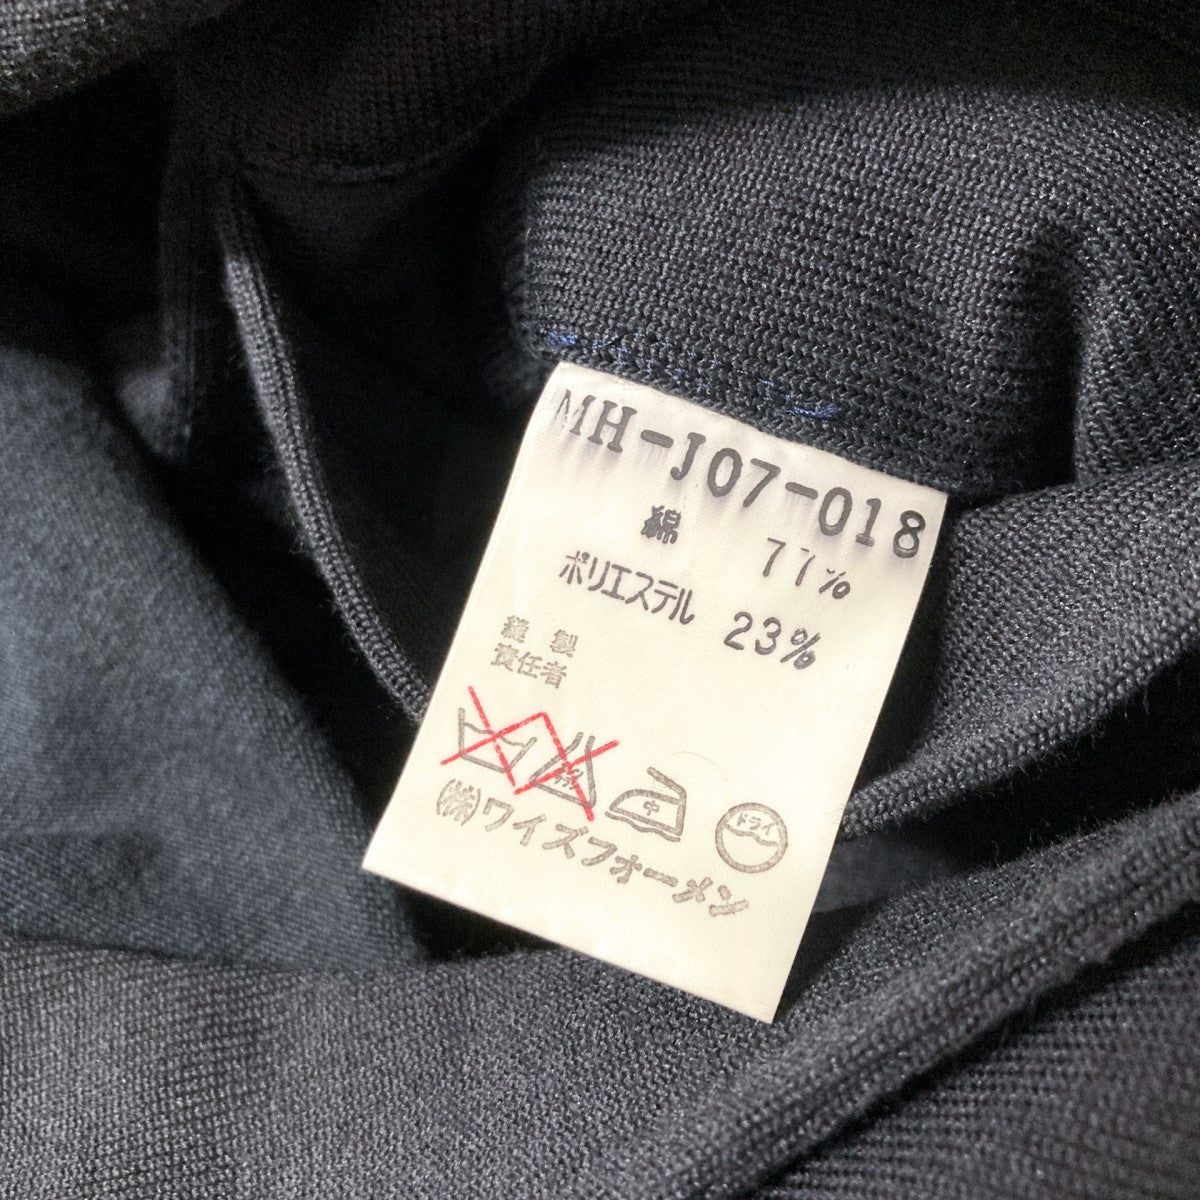 MH-J07-018
綿 77%
ポリエステル 23%
縫製
責任者
中 ドライ
(株)ワイズフォーメン